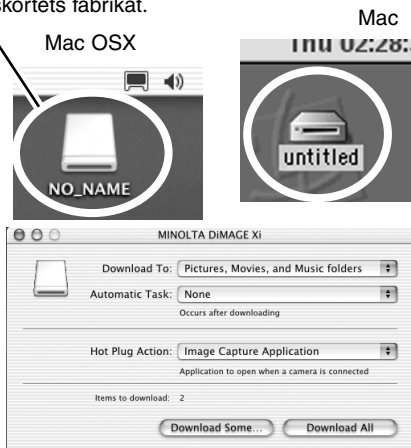 skortets fabrikat.
Mac
Mac OSX
Thu 02:28:
NO_NAME
untitled
MINOLTA DiMAGE Xi
Download To: Pictures, Movies, and Music folders
Automatic Task: None
Occurs after downloading
Hot Plug Action: Image Capture Application
Application to open when a camera is connected
Items to download: 2
Download Some... Download All